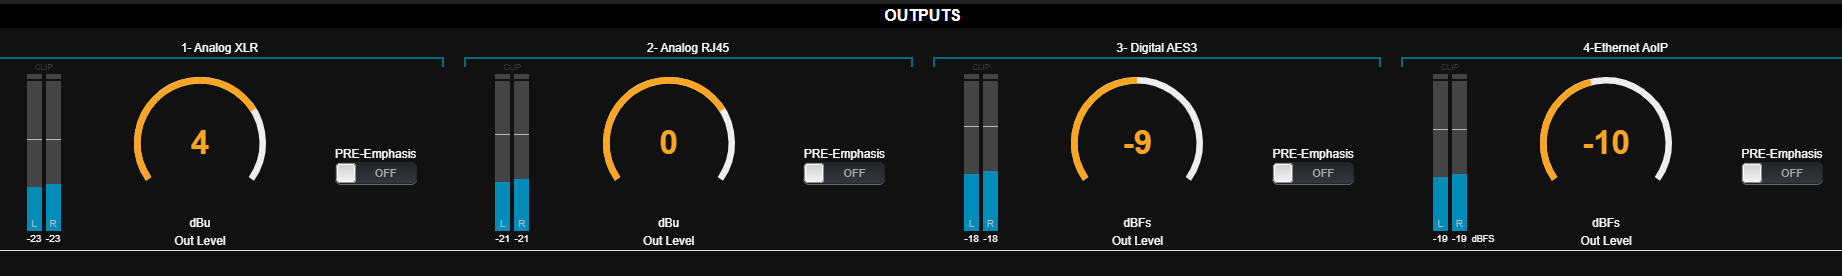 OUTPUTS
1- Analog XLR
CLIP
4
PRE-Emphasis
OFF
L R
-23 -23
dBu
Out Level
2- Analog RJ45
CLIP
0
PRE-Emphasis
OFF
L R
-21 -21
dBu
Out Level
3- Digital AES3
CLIP
-9
PRE-Emphasis
OFF
L R
-18 -18
dBFs
Out Level
4-Ethernet AoIP
CLIP
-10
PRE-Emphasis
OFF
L R
-19 -19 dBFS
dBFs
Out Level